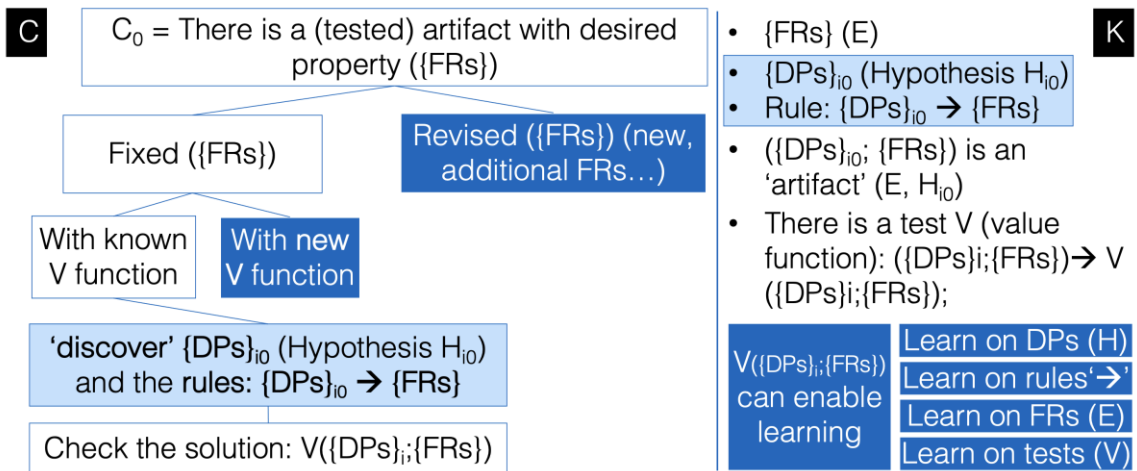 C
C₀ = There is a (tested) artifact with desired
property ({FRs})
Fixed ({FRs})
Revised ({FRs}) (new,
additional FRs…)
With known
V function
With new
V function
‘discover’ {DPs}ᵢ₀ (Hypothesis Hᵢ₀)
and the rules: {DPs}ᵢ₀ → {FRs}
Check the solution: V({DPs}ᵢ;{FRs})
K
• {FRs} (E)
• {DPs}ᵢ₀ (Hypothesis Hᵢ₀)
• Rule: {DPs}ᵢ₀ → {FRs}
• ({DPs}ᵢ₀; {FRs}) is an
‘artifact’ (E, Hᵢ₀)
• There is a test V (value
function): ({DPs}i;{FRs})→ V
({DPs}i;{FRs});
V({DPs}ᵢ;{FRs})
can enable
learning
Learn on DPs (H)
Learn on rules‘→’
Learn on FRs (E)
Learn on tests (V)